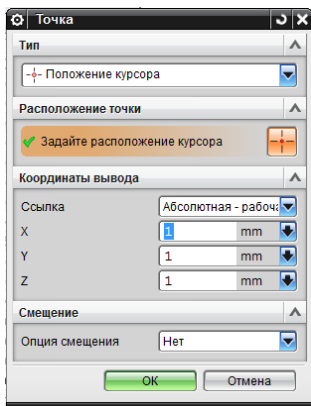 Точка
Тип
Положение курсора
Расположение точки
Задайте расположение курсора
Координаты вывода
Ссылка Абсолютная - рабоча
X 1 mm
Y 1 mm
Z 1 mm
Смещение
Опция смещения Нет
OK Отмена